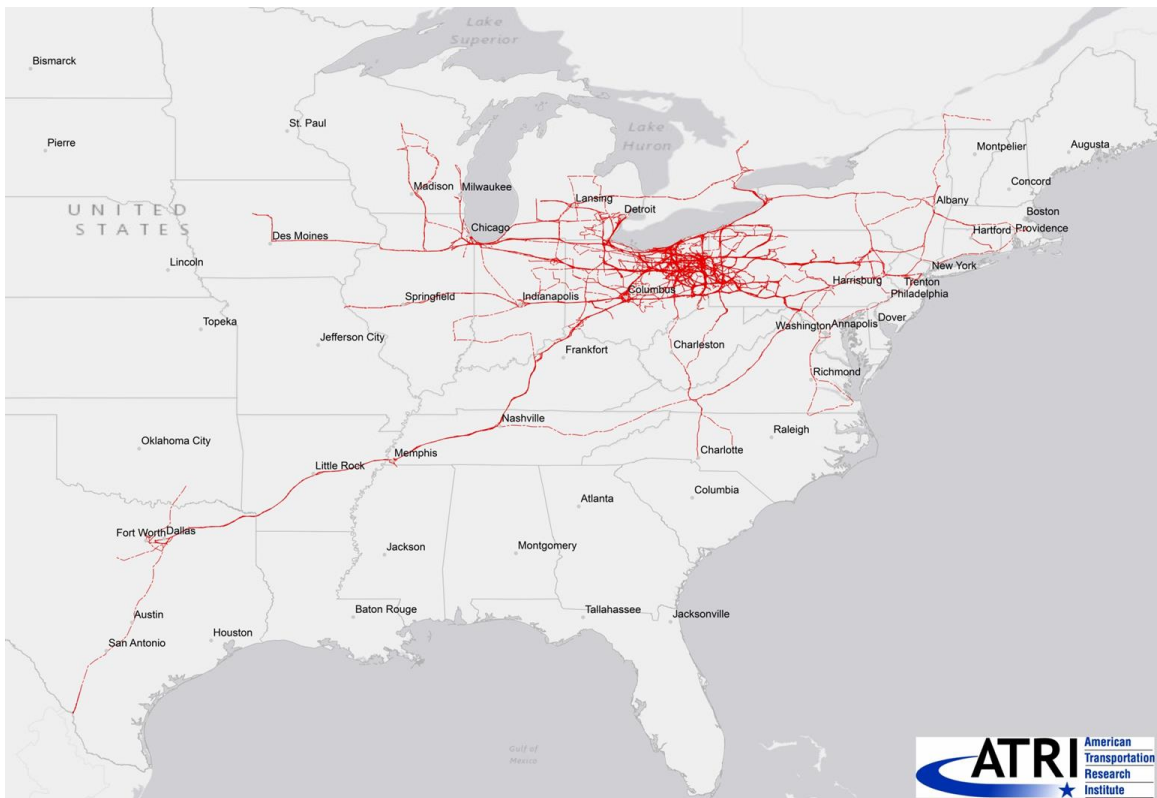 Lake
Superior
Bismarck
St. Paul
Lake
Huron
Pierre
Montpelier
Augusta
Madison
Milwaukee
Lansing
Concord
UNITED
STATES
Detroit
Albany
Boston
Chicago
Des Moines
Hartford
Providence
Lincoln
New York
Springfield
Indianapolis
Columbus
Harrisburg
Trenton
Philadelphia
Topeka
Jefferson City
Washington
Annapolis
Dover
Frankfort
Charleston
Richmond
Nashville
Raleigh
Oklahoma City
Memphis
Charlotte
Little Rock
Atlanta
Columbia
Fort Worth
Dallas
Jackson
Montgomery
Austin
Baton Rouge
Tallahassee
Jacksonville
San Antonio
Houston
Gulf of
Mexico
ATRI
American
Transportation
Research
Institute